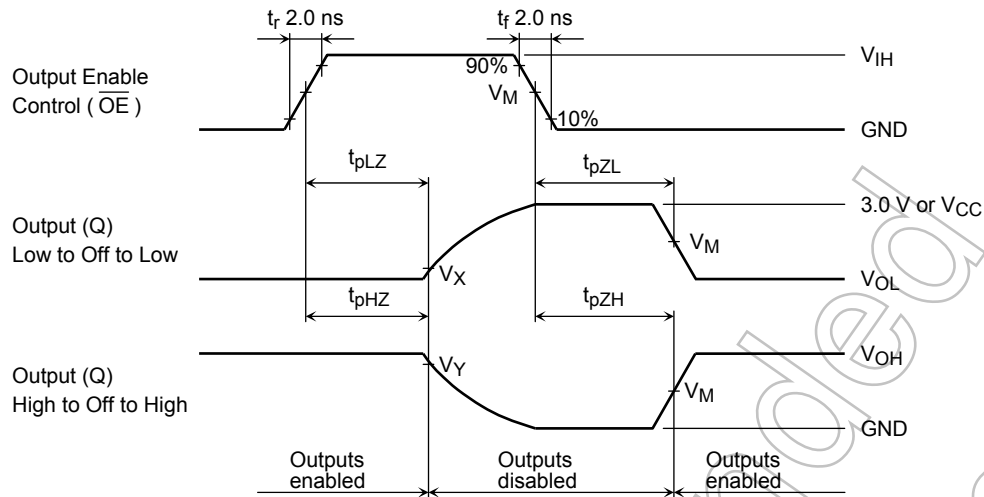 tr 2.0 ns
tf 2.0 ns
Output Enable
Control ( OE )
90%
VM
10%
VIH
GND
tpLZ
tpZL
Output (Q)
Low to Off to Low
VX
VM
3.0 V or VCC
VOL
tpHZ
tpZH
Output (Q)
High to Off to High
VY
VM
VOH
GND
Outputs
enabled
Outputs
disabled
Outputs
enabled
nded